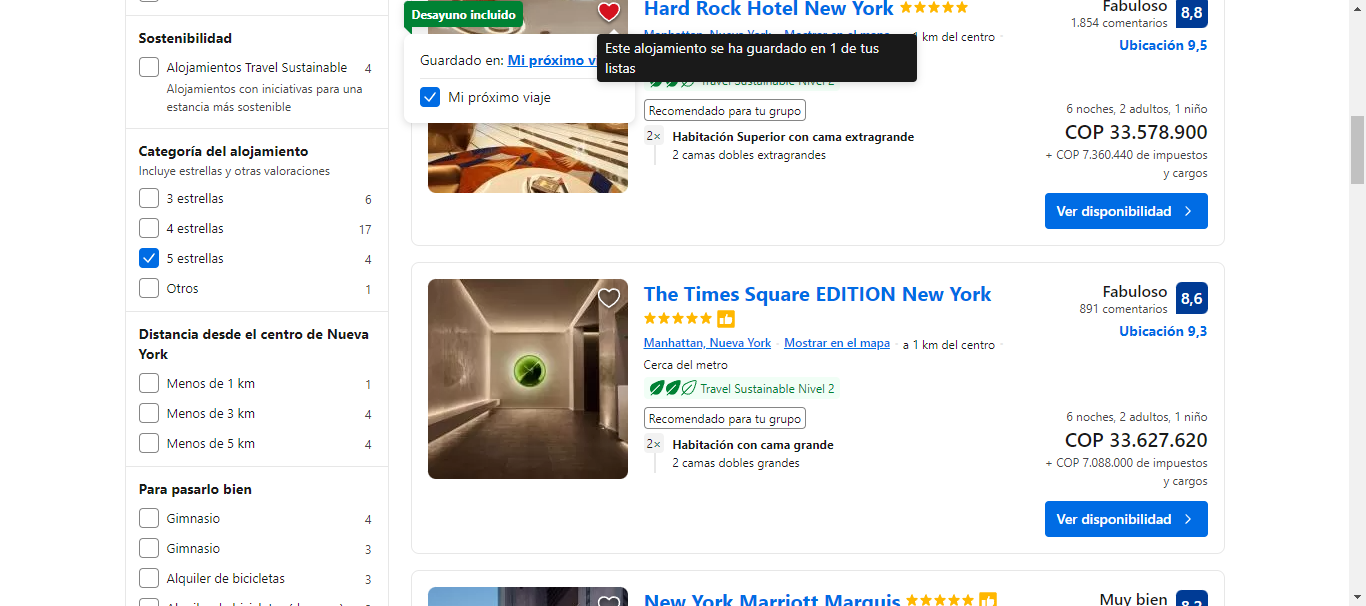 Sostenibilidad
Alojamientos Travel Sustainable 4
Alojamientos con iniciativas para una
estancia más sostenible
Categoría del alojamiento
Incluye estrellas y otras valoraciones
3 estrellas 6
4 estrellas 17
5 estrellas 4
Otros 1
Distancia desde el centro de Nueva
York
Menos de 1 km 1
Menos de 3 km 4
Menos de 5 km 4
Para pasarlo bien
Gimnasio 4
Gimnasio 3
Alquiler de bicicletas 3
Desayuno incluido
Guardado en: Mi próximo vi
Mi próximo viaje
Hard Rock Hotel New York
Manhattan, Nueva York Mostrar en el mapa a 1 km del centro
Este alojamiento se ha guardado en 1 de tus
listas
Travel Sustainable Nivel 2
Recomendado para tu grupo
2× Habitación Superior con cama extragrande
2 camas dobles extragrandes
Fabuloso 8,8
1.854 comentarios
Ubicación 9,5
6 noches, 2 adultos, 1 niño
COP 33.578.900
+ COP 7.360.440 de impuestos
y cargos
Ver disponibilidad
The Times Square EDITION New York
Manhattan, Nueva York Mostrar en el mapa a 1 km del centro
Cerca del metro
Travel Sustainable Nivel 2
Recomendado para tu grupo
2× Habitación con cama grande
2 camas dobles grandes
Fabuloso 8,6
891 comentarios
Ubicación 9,3
6 noches, 2 adultos, 1 niño
COP 33.627.620
+ COP 7.088.000 de impuestos
y cargos
Ver disponibilidad
New York Marriott Marquis
Muy bien 8,2